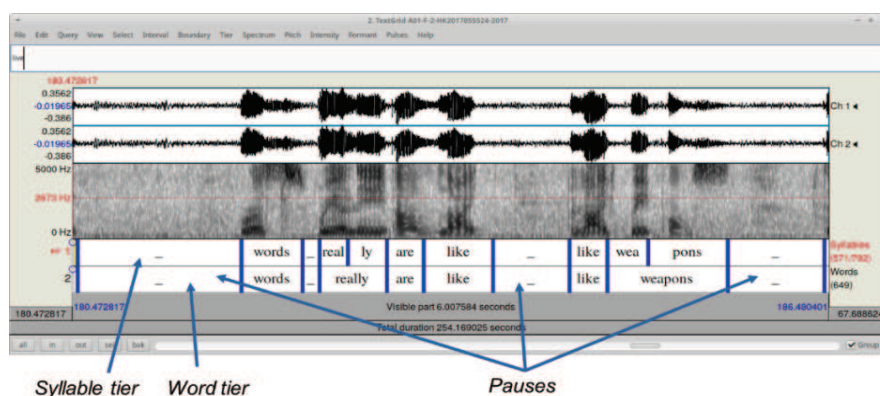 2. TextGrid A01-F-2-HK2017055524-2017
File Edit Query View Select Interval Boundary Tier Spectrum Pitch Intensity Formant Pulses Help
180.472817
0.3562
-0.01965
-0.386
Ch 1
0.3562
-0.01965
-0.386
Ch 2
5000 Hz
2673 Hz
0 Hz
1 – words – real ly are like – like wea pons – Syllables
(571/792)
2 – words – really are like – like weapons – Words
(649)
180.472817 Visible part 6.007584 seconds 186.480401
180.472817 67.688624
Total duration 254.169025 seconds
all in out sel bak Group
Syllable tier Word tier Pauses